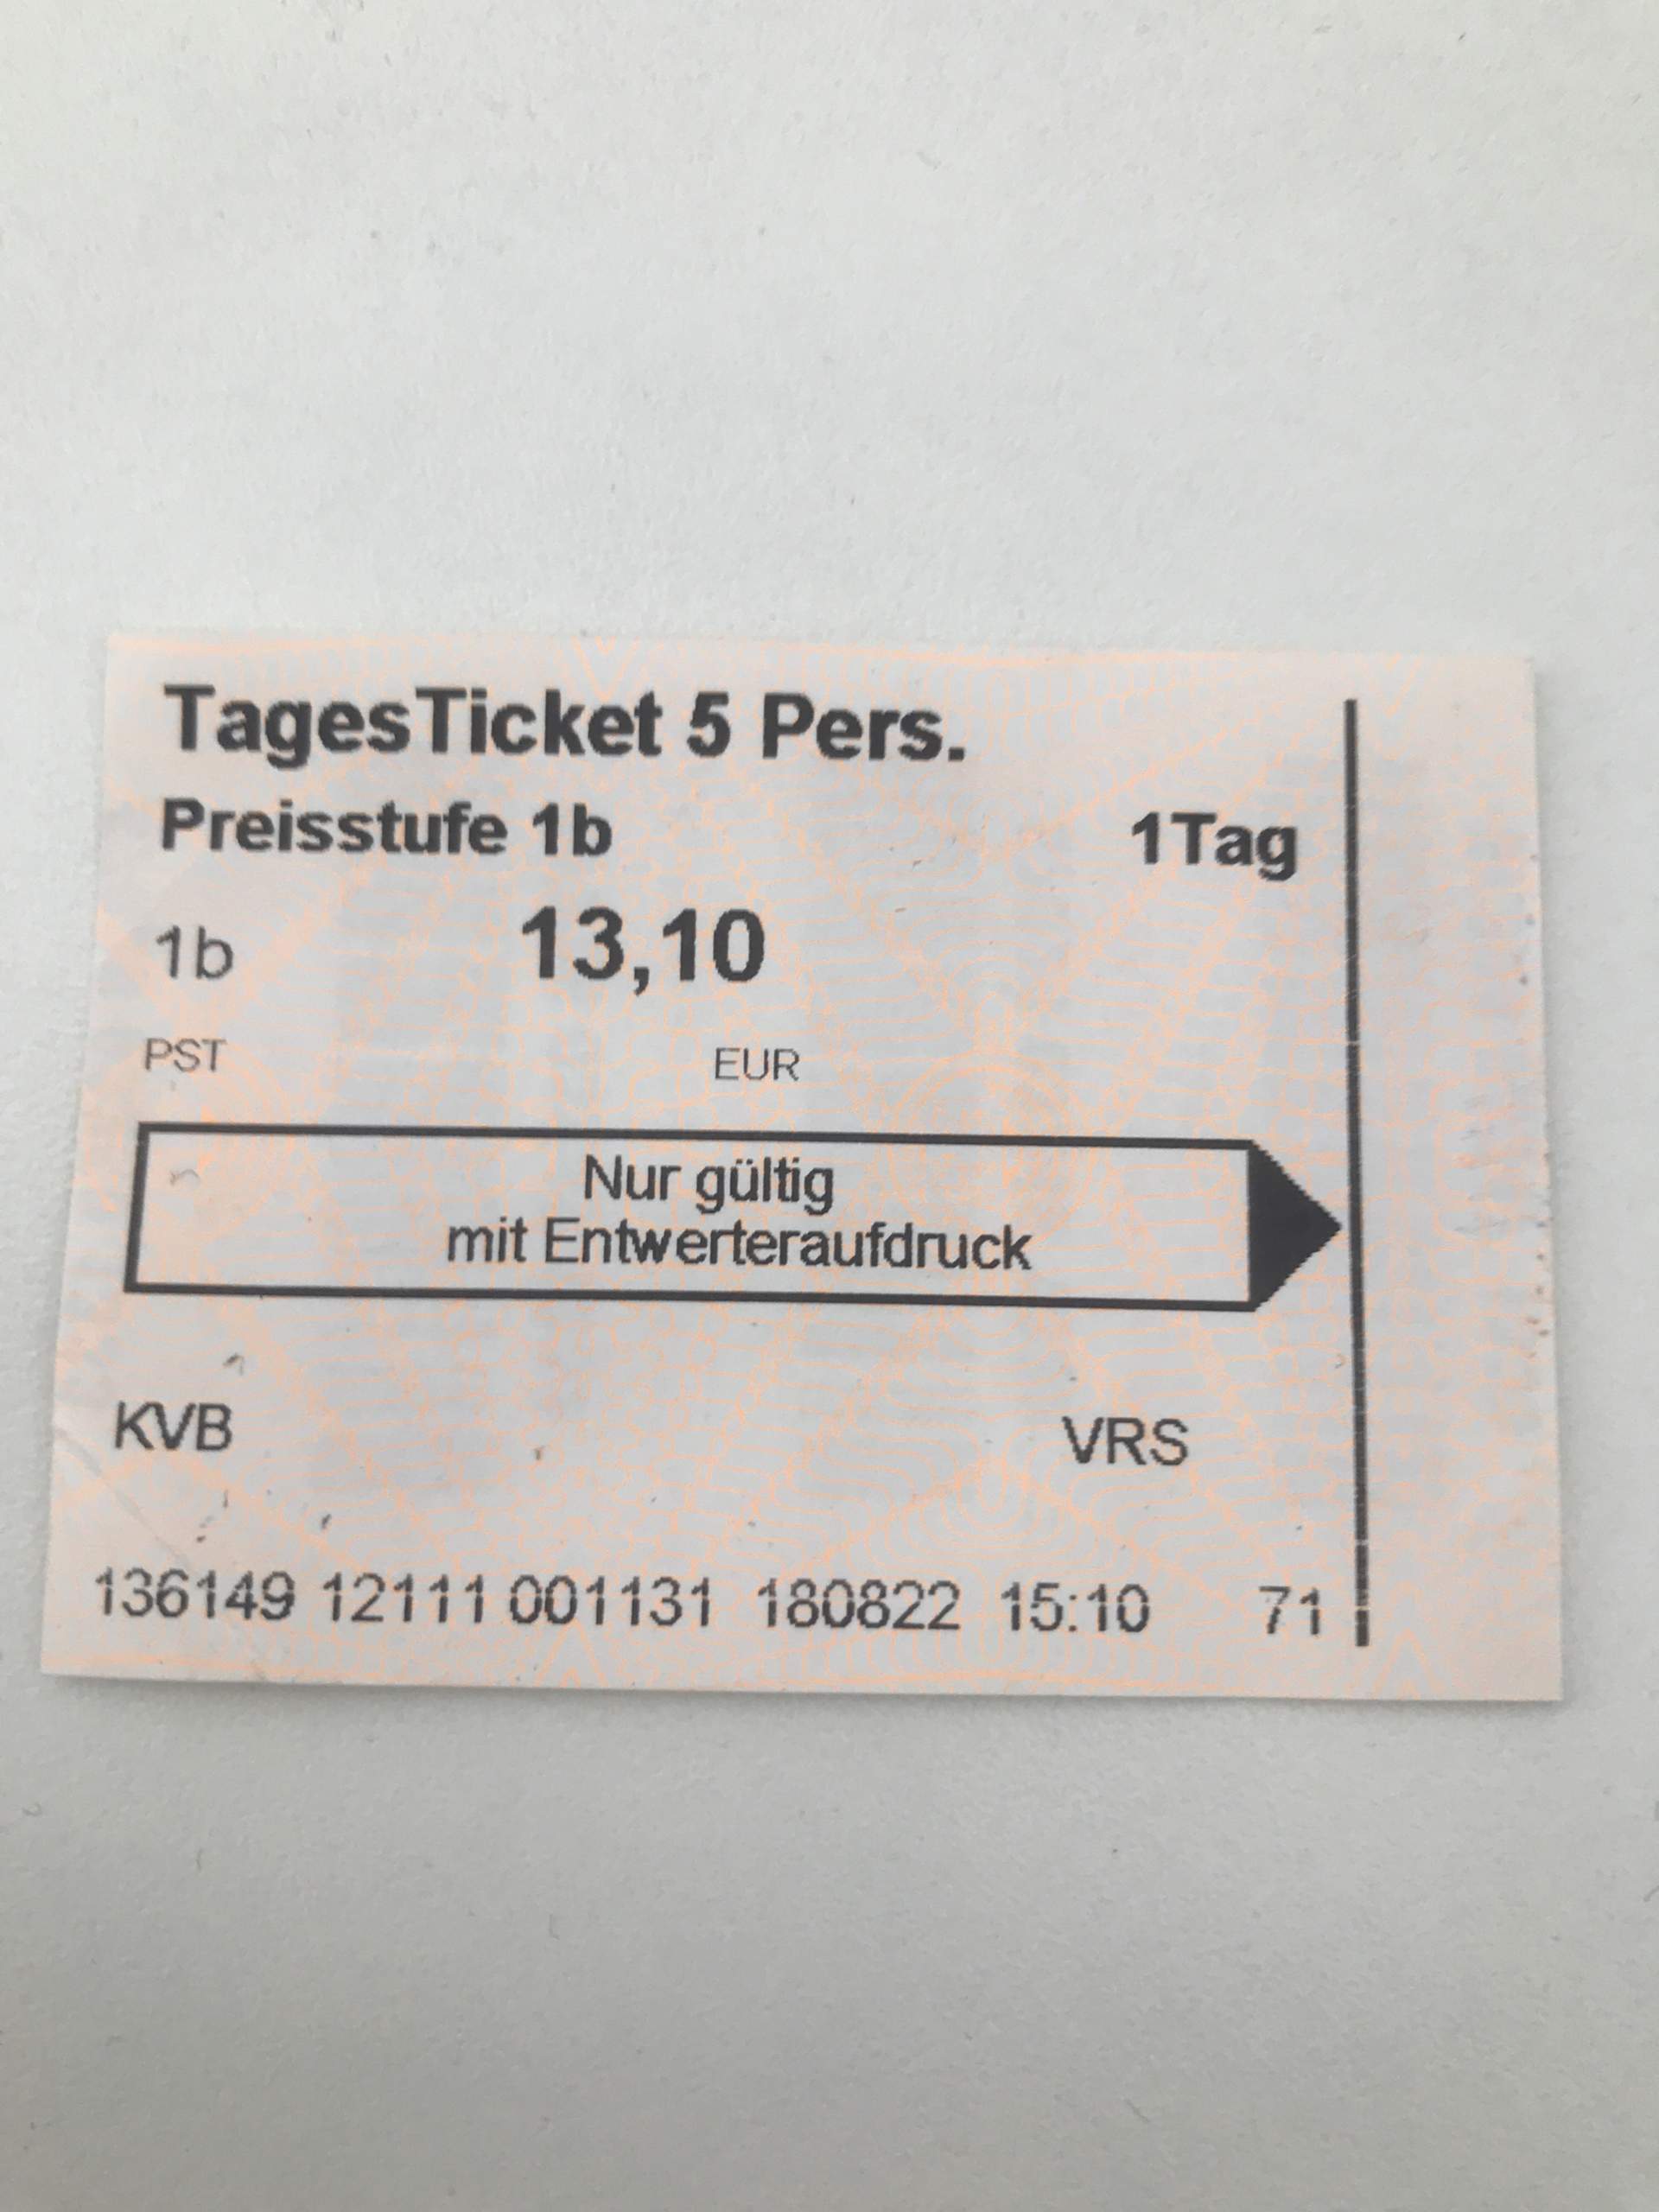 TagesTicket 5 Pers.
Preisstufe 1b 1Tag
1b 13,10
PST EUR
Nur gültig
mit Entwerteraufdruck
KVB VRS
136149 12111 001131 180822 15:10 71